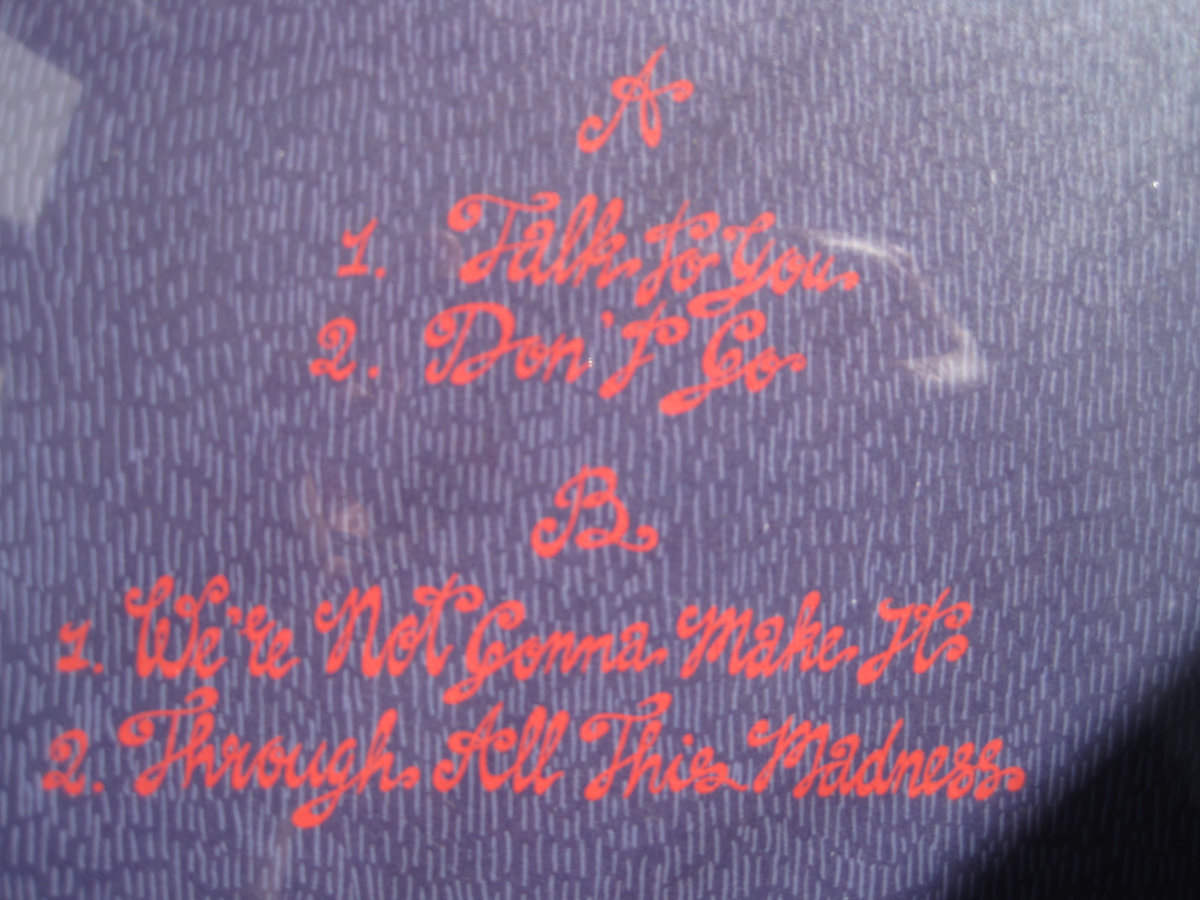 A
1. Talk to You
2. Don't Go
B
1. We're Not Gonna Make It
2. Through All This Madness